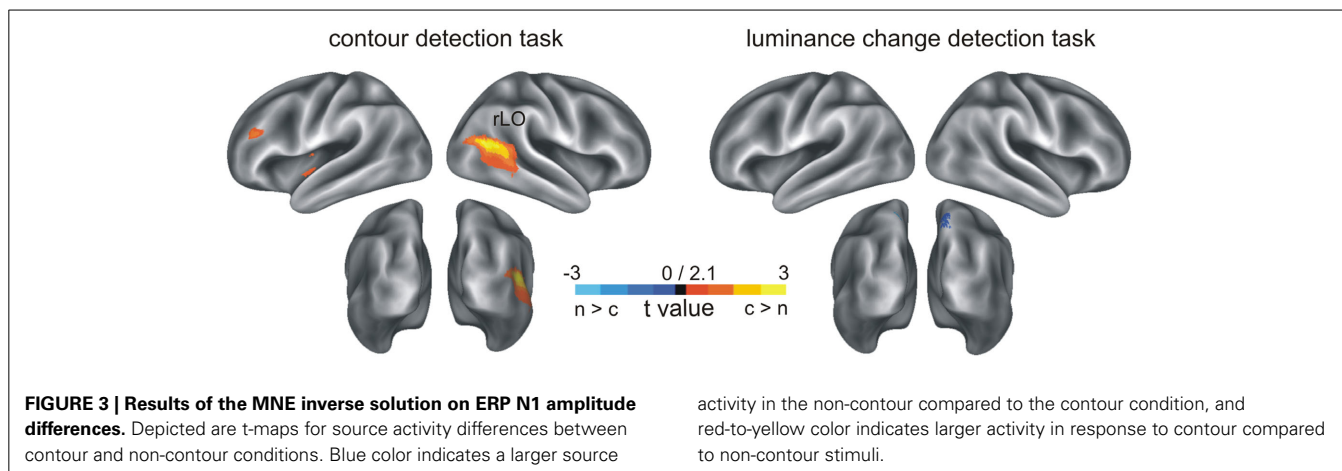 contour detection task
luminance change detection task
rLO
-3 0 / 2.1 3
n > c t value c > n
FIGURE 3 | Results of the MNE inverse solution on ERP N1 amplitude
differences. Depicted are t-maps for source activity differences between
contour and non-contour conditions. Blue color indicates a larger source
activity in the non-contour compared to the contour condition, and
red-to-yellow color indicates larger activity in response to contour compared
to non-contour stimuli.